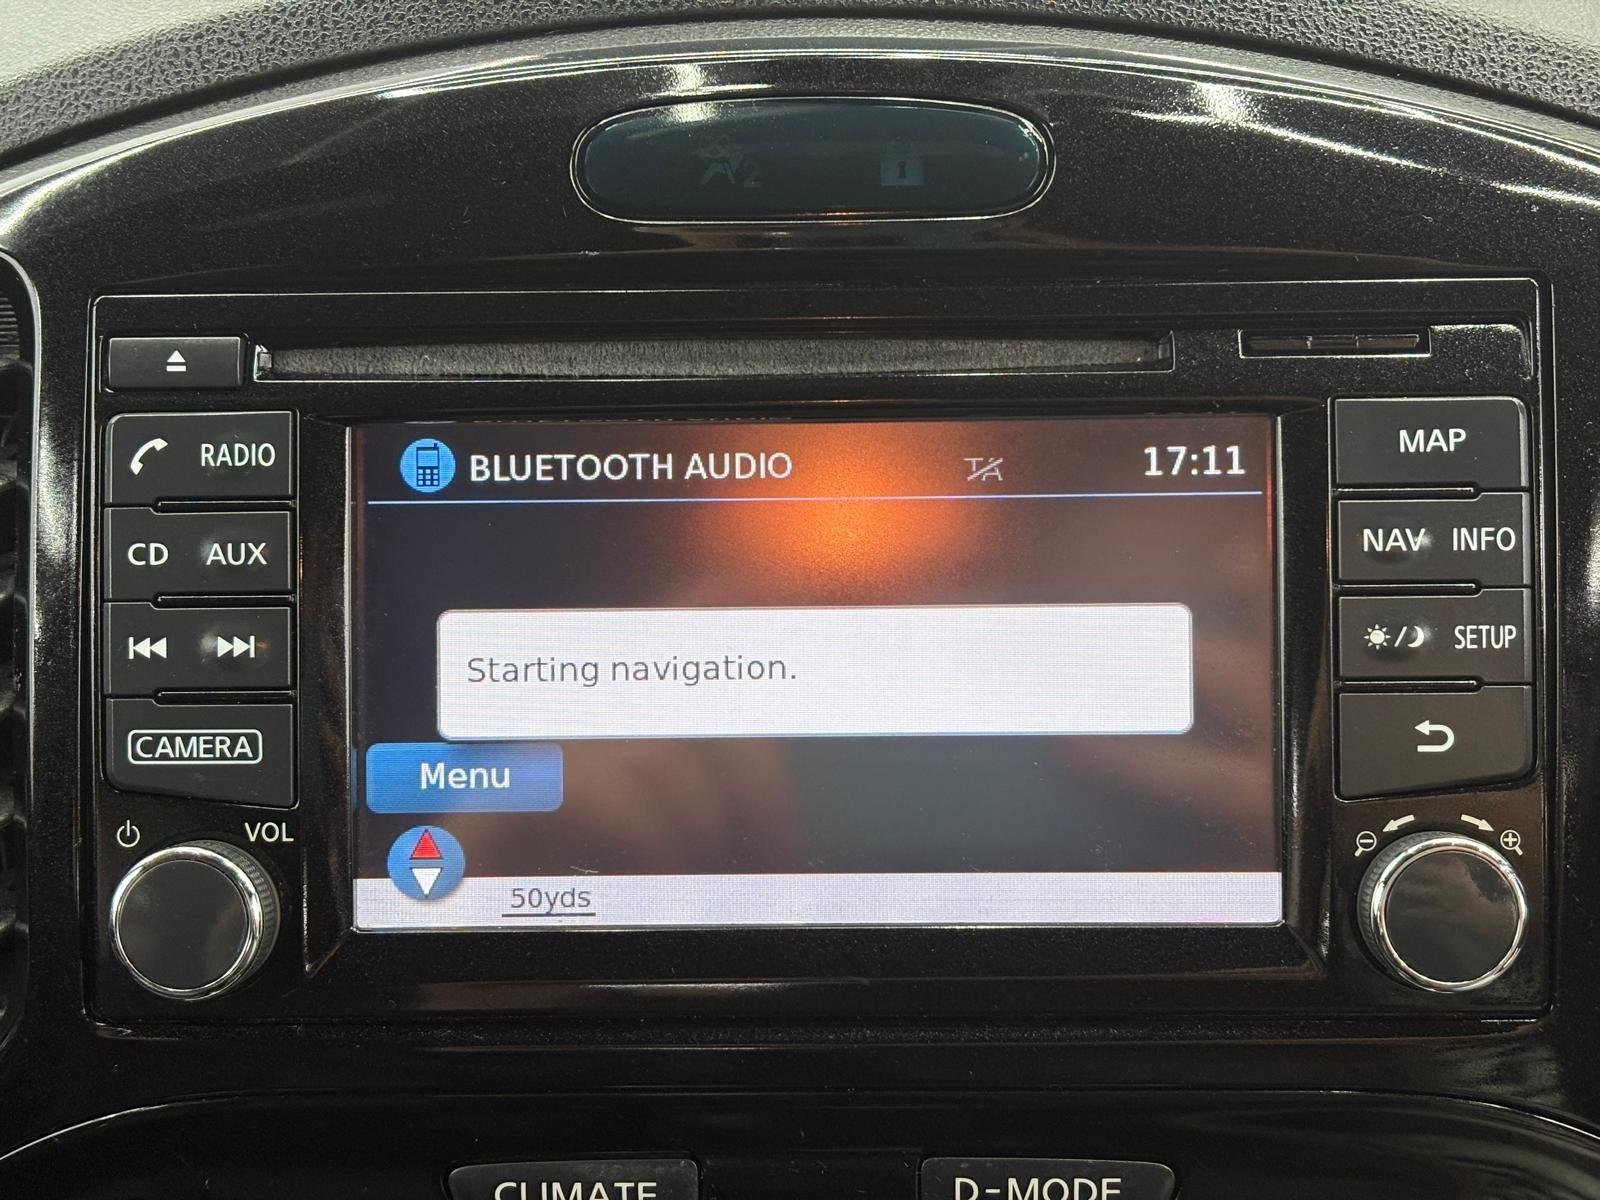 2
RADIO
CD AUX
CAMERA
VOL
BLUETOOTH AUDIO TA 17:11
Starting navigation.
Menu
50yds
MAP
NAV INFO
SETUP
CLIMATE
D-MODE